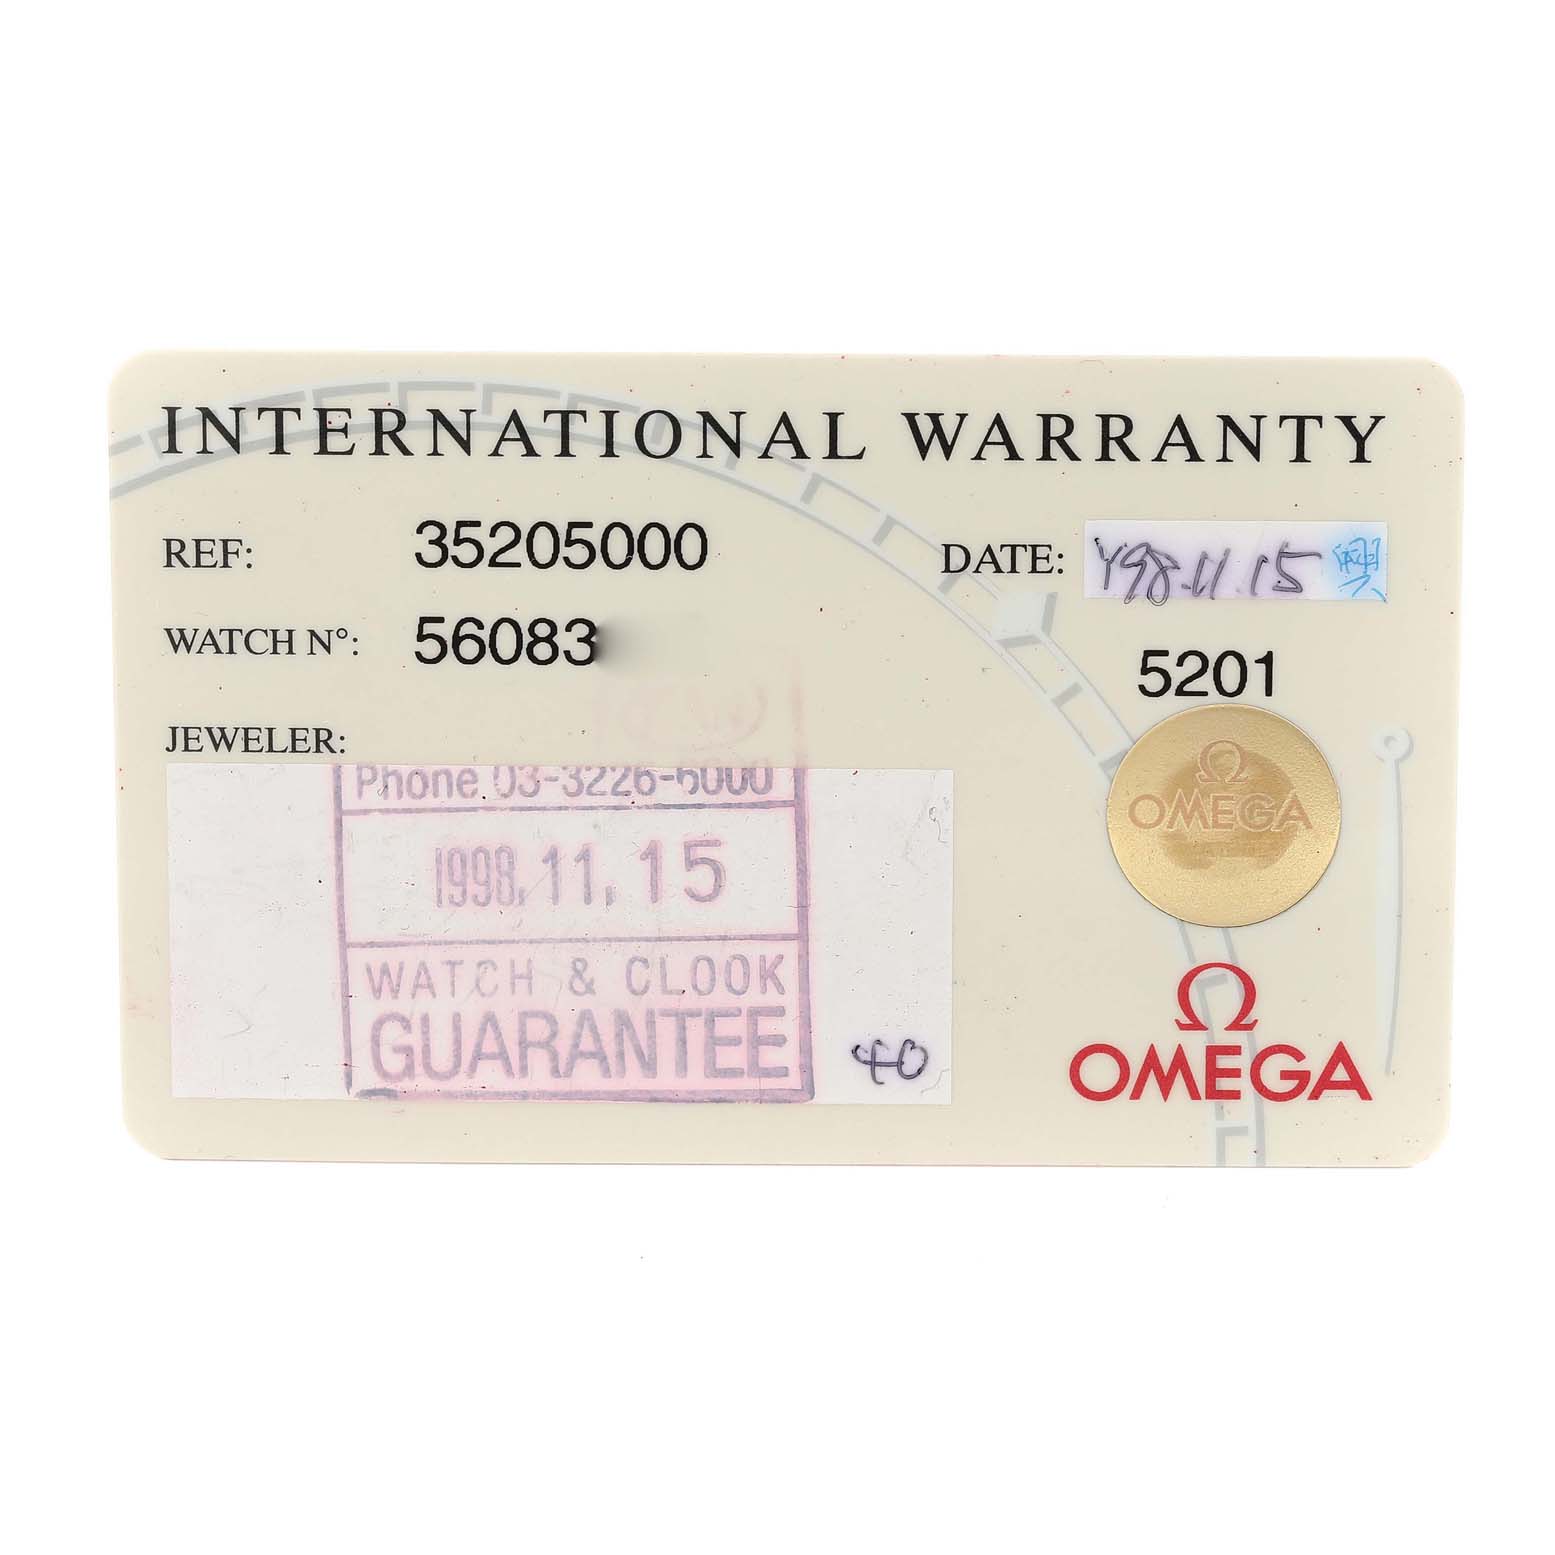 INTERNATIONAL WARRANTY
REF: 35205000
DATE: '98.11.15
WATCH N°: 56083
5201
JEWELER:
Phone 03-3226-6000
1998.11.15
WATCH & CLOOK
GUARANTEE
40
Ω
OMEGA
Ω
OMEGA